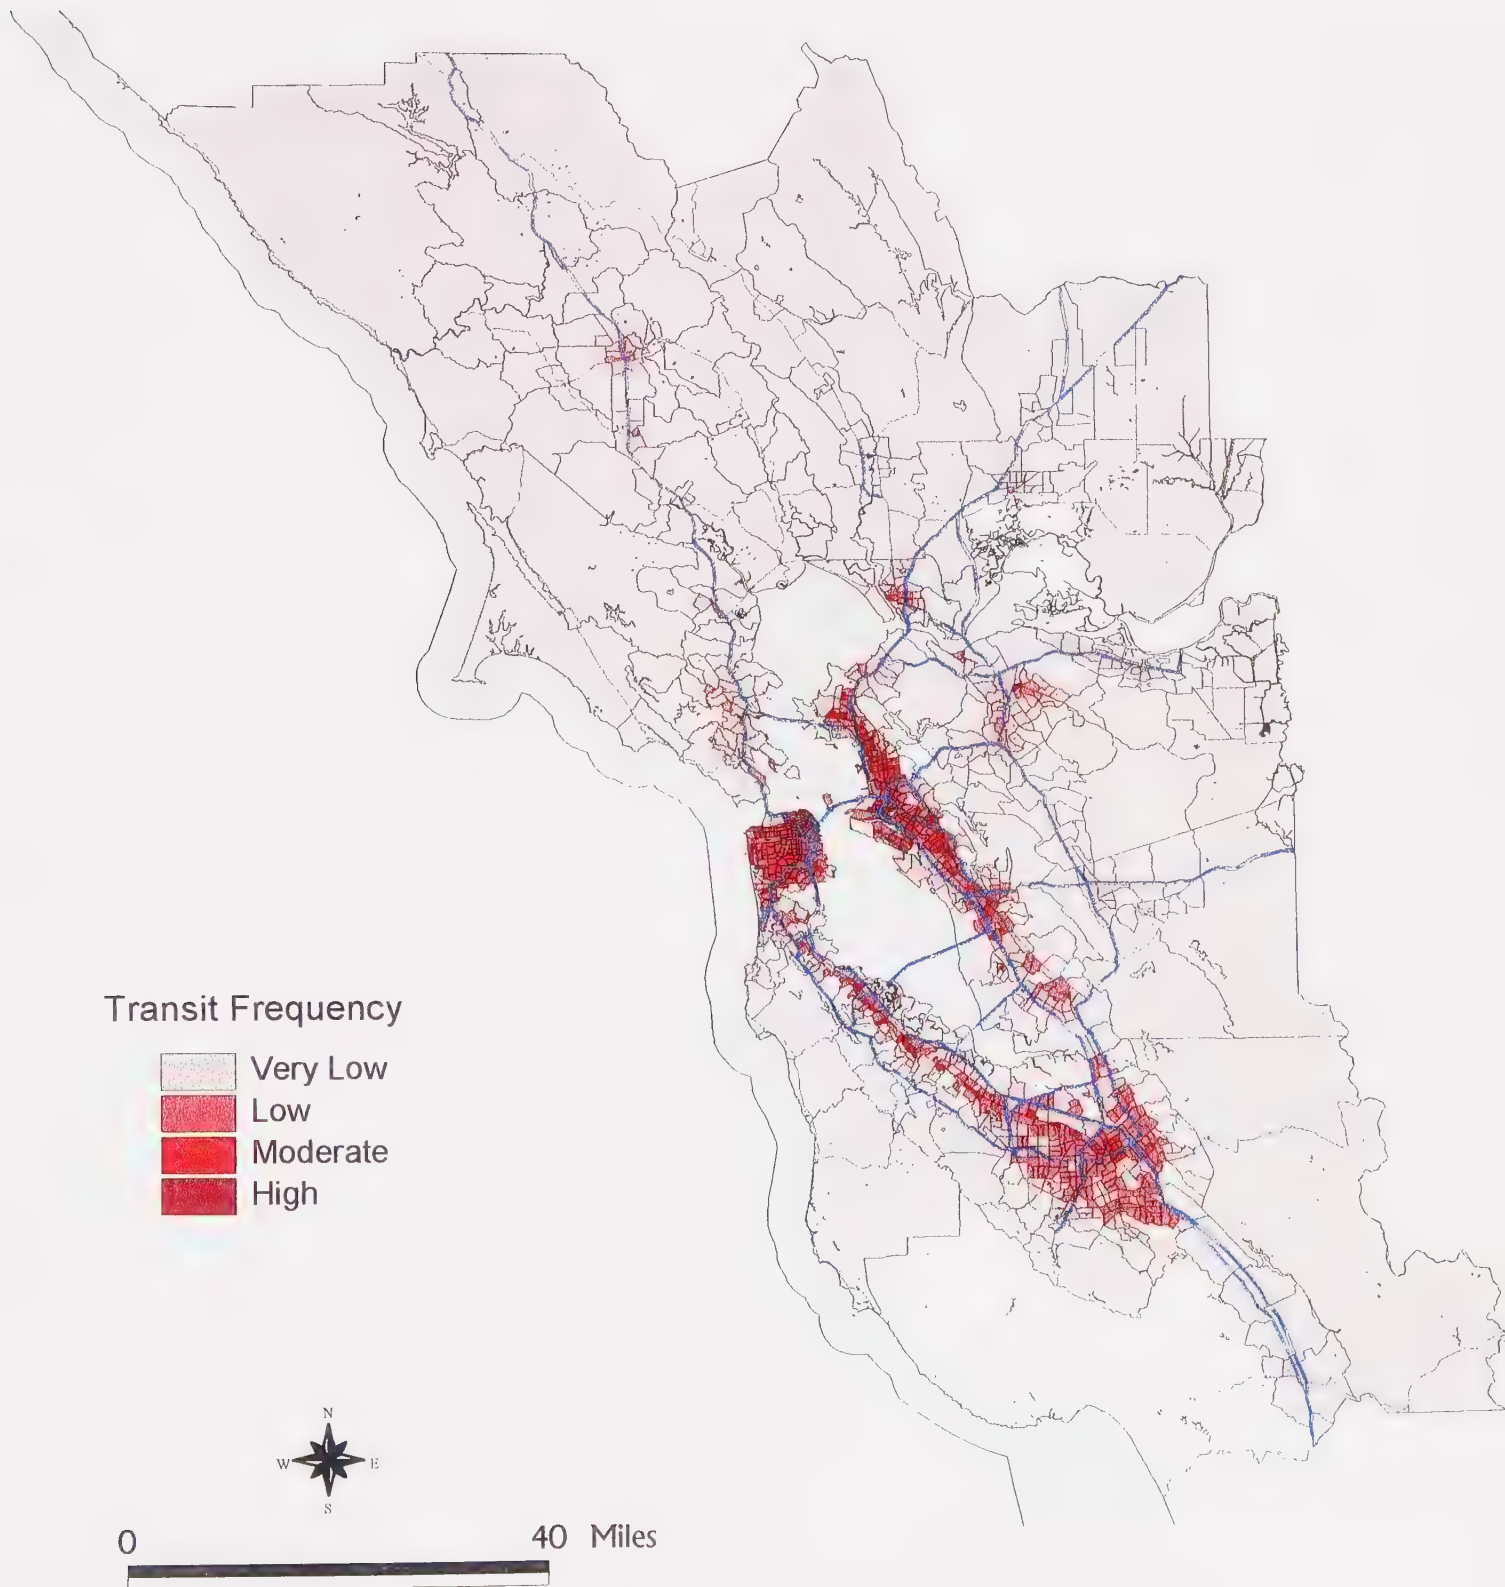 Transit Frequency
Very Low
Low
Moderate
High
N
W E
S
0 40 Miles